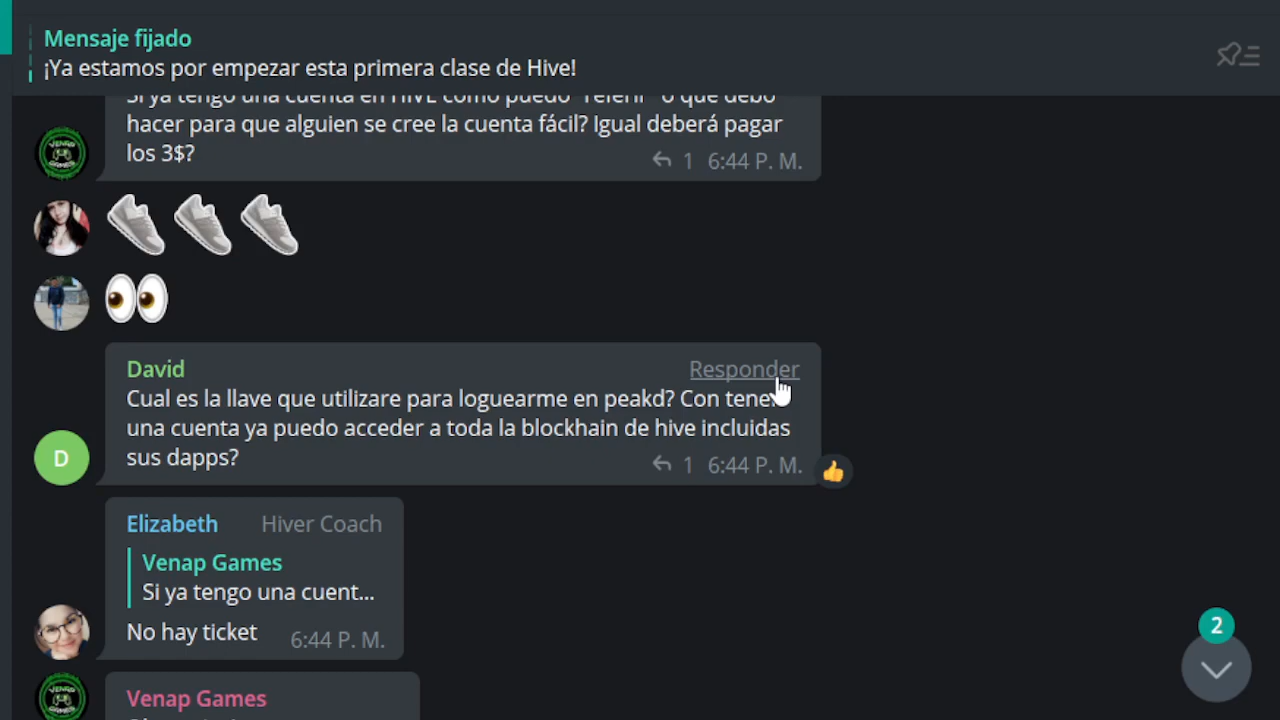 Mensaje fijado
¡Ya estamos por empezar esta primera clase de Hive!
Si ya tengo una cuenta en HIVE como puedo "referir" o que debo
hacer para que alguien se cree la cuenta fácil? Igual deberá pagar
los 3$?
1 6:44 P. M.
David
Responder
Cual es la llave que utilizare para loguearme en peakd? Con
una cuenta ya puedo acceder a toda la blockhain de hive incluidas
sus dapps?
1 6:44 P. M.
D
Elizabeth
Hiver Coach
Venap Games
Si ya tengo una cuent...
No hay ticket
6:44 P. M.
2
Venap Games